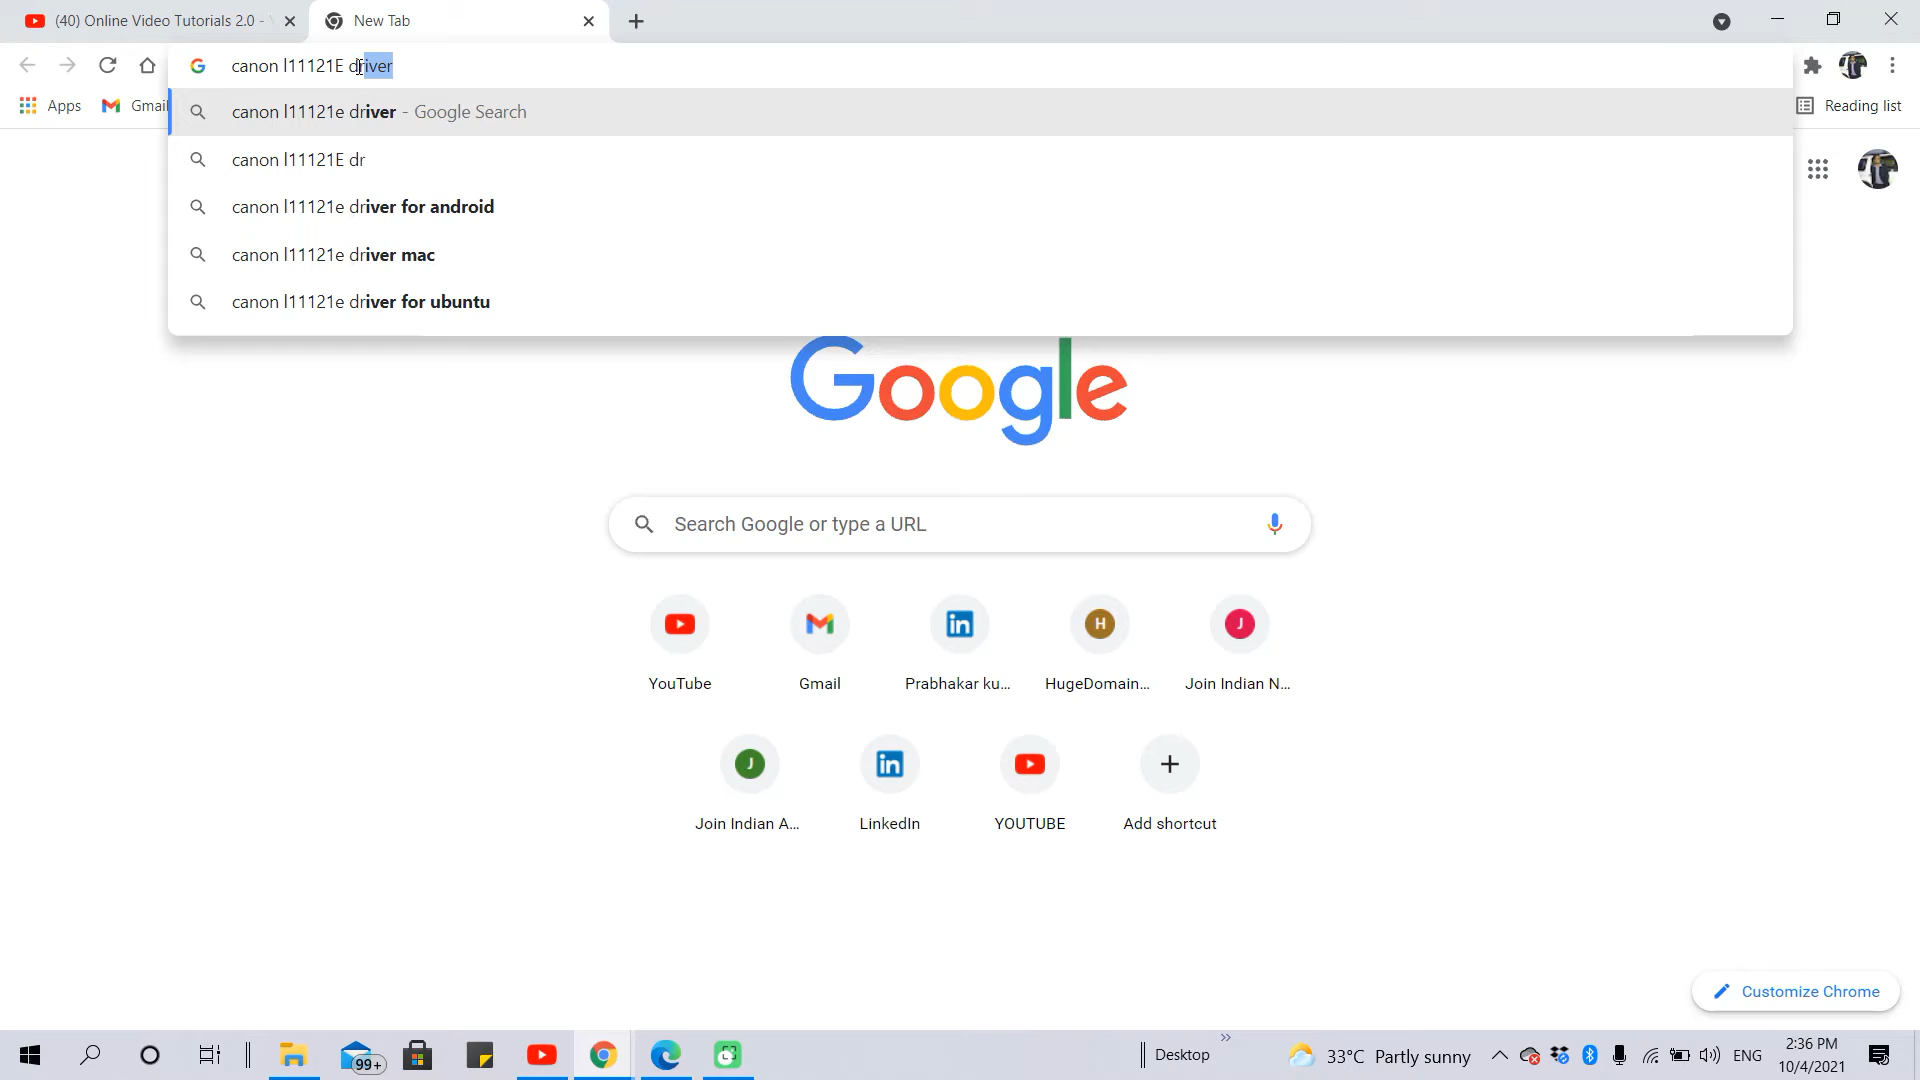 (40) Online Video Tutorials 2.0 -
New Tab
canon l11121E driver
Apps
Gmail
Reading list
canon l11121e driver - Google Search
canon l11121E dr
canon l11121e driver for android
canon l11121e driver mac
canon l11121e driver for ubuntu
Google
Search Google or type a URL
H
J
YouTube
Gmail
Prabhakar ku...
HugeDomain...
Join Indian N...
J
Join Indian A...
LinkedIn
YOUTUBE
Add shortcut
Customize Chrome
99+
Desktop
33°C Partly sunny
ENG
2:36 PM
10/4/2021